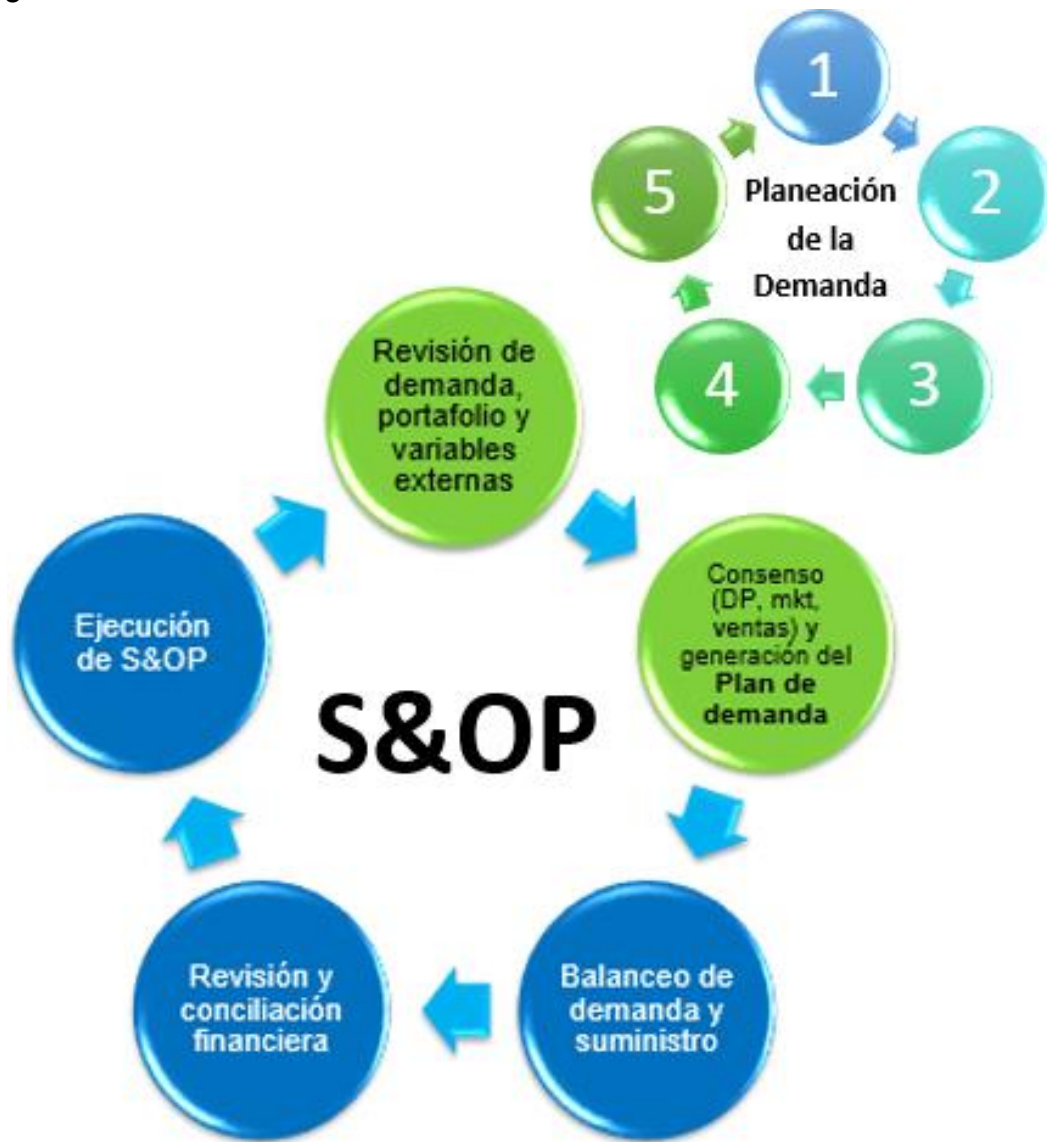 1
2
3
4
5
Planeación
de la
Demanda
Revisión de
demanda,
portafolio y
variables
externas
Consenso
(DP, mkt,
ventas) y
generación del
Plan de
demanda
Balanceo de
demanda y
suministro
Revisión y
conciliación
financiera
Ejecución
de S&OP
S&OP